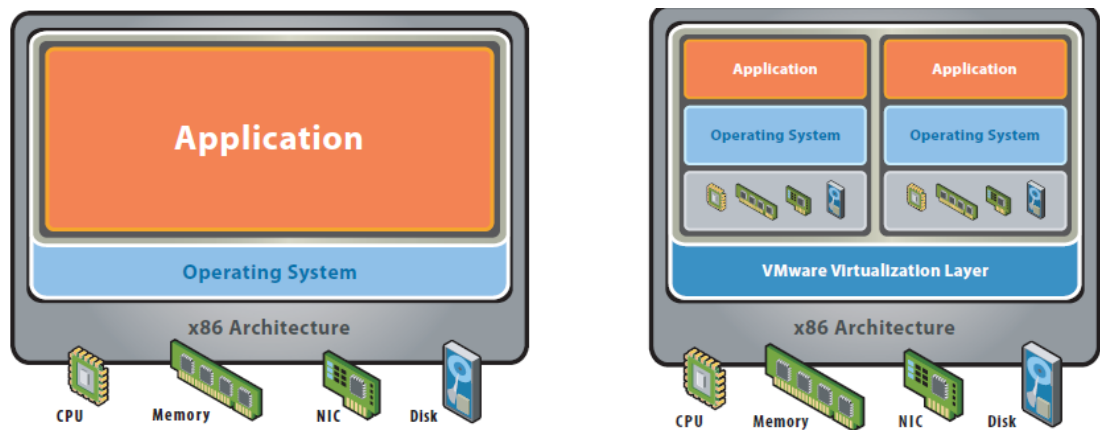 Application
Operating System
x86 Architecture
CPU
Memory
NIC
Disk
Application
Application
Operating System
Operating System
VMware Virtualization Layer
x86 Architecture
CPU
Memory
NIC
Disk